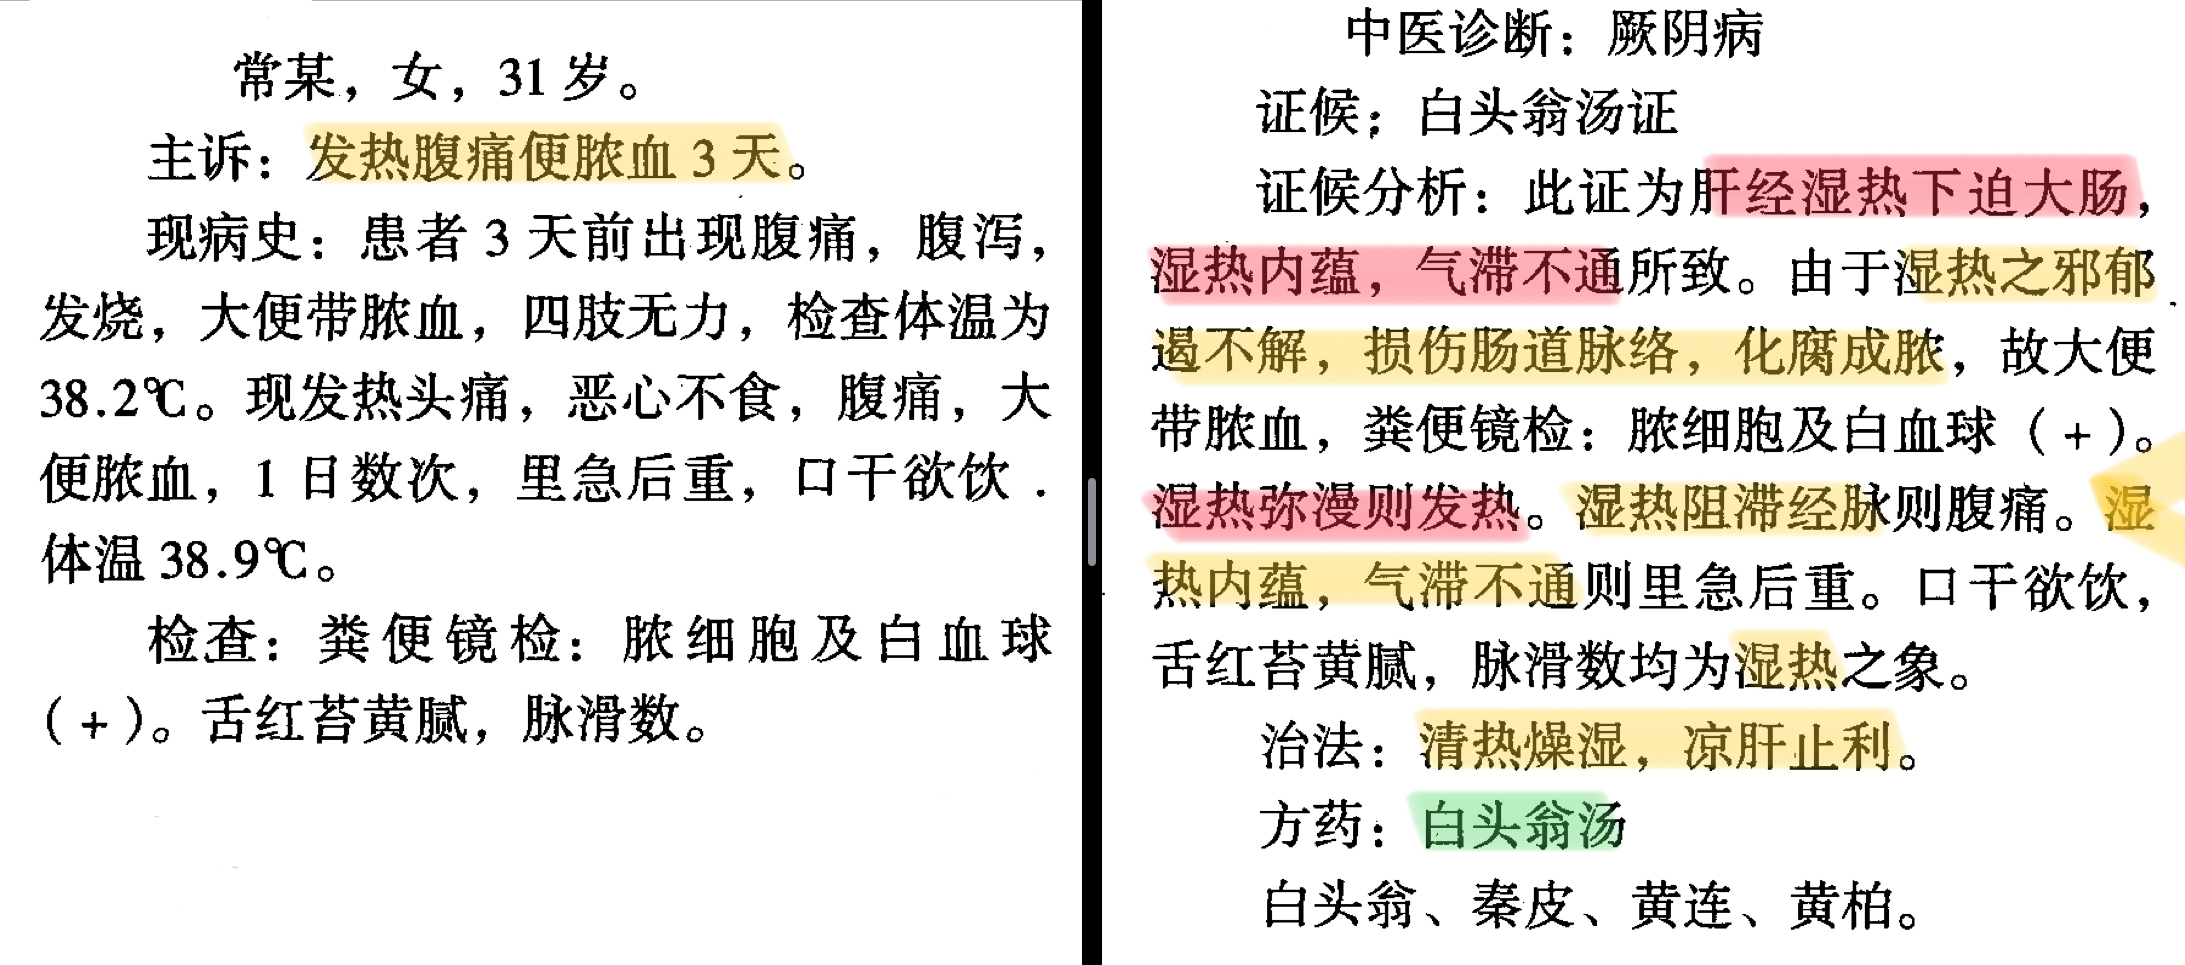 常某，女，31岁。
主诉：发热腹痛便脓血3天。
现病史：患者3天前出现腹痛，腹泻，
发烧，大便带脓血，四肢无力，检查体温为
38.2℃。现发热头痛，恶心不食，腹痛，大
便脓血，1日数次，里急后重，口干欲饮．
体温38.9℃。
检查：粪便镜检：脓细胞及白血球
（+）。舌红苔黄腻，脉滑数。
中医诊断：厥阴病
证候；白头翁汤证
证候分析：此证为肝经湿热下迫大肠，
湿热内蕴，气滞不通所致。由于湿热之邪郁
遏不解，损伤肠道脉络，化腐成脓，故大便
带脓血，粪便镜检：脓细胞及白血球（+）。
湿热弥漫则发热。湿热阻滞经脉则腹痛。湿
热内蕴，气滞不通则里急后重。口干欲饮，
舌红苔黄腻，脉滑数均为湿热之象。
治法：清热燥湿，凉肝止利。
方药：白头翁汤
白头翁、秦皮、黄连、黄柏。